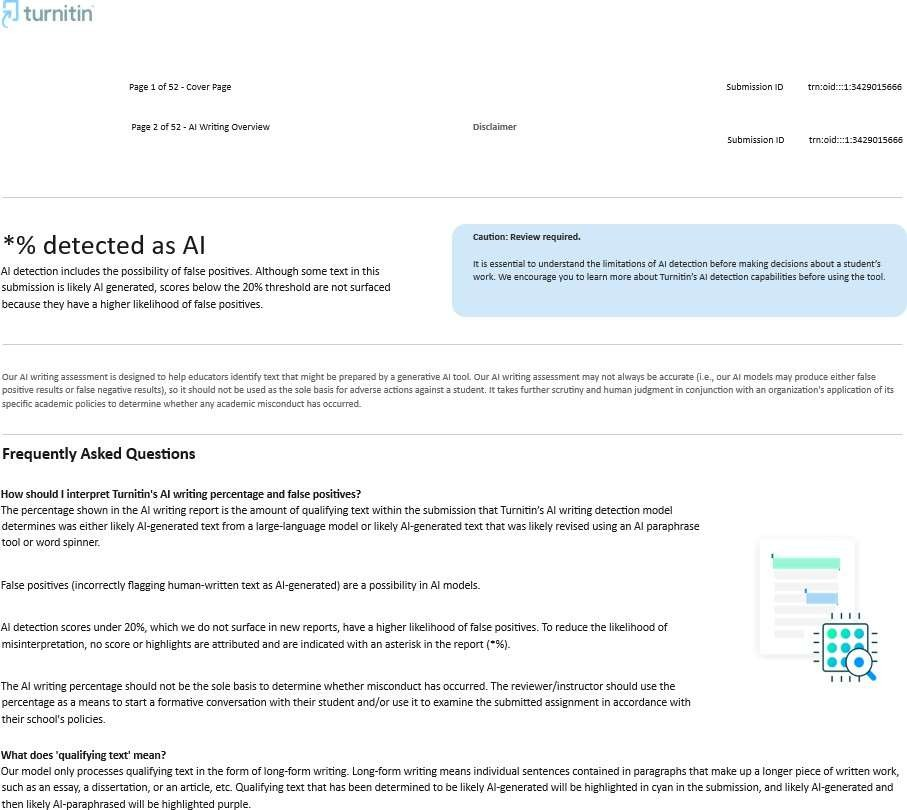 turnitin
Page 1 of 52 - Cover Page
Submission ID trn:oid:::1:3429015666
Page 2 of 52 - AI Writing Overview
Disclaimer
Submission ID trn:oid:::1:3429015666
*% detected as AI
AI detection includes the possibility of false positives. Although some text in this
submission is likely AI generated, scores below the 20% threshold are not surfaced
because they have a higher likelihood of false positives.
Caution: Review required.
It is essential to understand the limitations of AI detection before making decisions about a student's
work. We encourage you to learn more about Turnitin's AI detection capabilities before using the tool.
Our AI writing assessment is designed to help educators identify text that might be prepared by a generative AI tool. Our AI writing assessment may not always be accurate (i.e., our AI models may produce either false
positive results or false negative results), so it should not be used as the sole basis for adverse actions against a student. It takes further scrutiny and human judgment in conjunction with an organization's application of its
specific academic policies to determine whether any academic misconduct has occurred.
Frequently Asked Questions
How should I interpret Turnitin's AI writing percentage and false positives?
The percentage shown in the AI writing report is the amount of qualifying text within the submission that Turnitin's AI writing detection model
determines was either likely AI-generated text from a large-language model or likely AI-generated text that was likely revised using an AI paraphrase
tool or word spinner.
False positives (incorrectly flagging human-written text as AI-generated) are a possibility in AI models.
AI detection scores under 20%, which we do not surface in new reports, have a higher likelihood of false positives. To reduce the likelihood of
misinterpretation, no score or highlights are attributed and are indicated with an asterisk in the report (*%).
The AI writing percentage should not be the sole basis to determine whether misconduct has occurred. The reviewer/instructor should use the
percentage as a means to start a formative conversation with their student and/or use it to examine the submitted assignment in accordance with
their school's policies.
What does 'qualifying text' mean?
Our model only processes qualifying text in the form of long-form writing. Long-form writing means individual sentences contained in paragraphs that make up a longer piece of written work,
such as an essay, a dissertation, or an article, etc. Qualifying text that has been determined to be likely AI-generated will be highlighted in cyan in the submission, and likely AI-generated and
then likely AI-paraphrased will be highlighted purple.